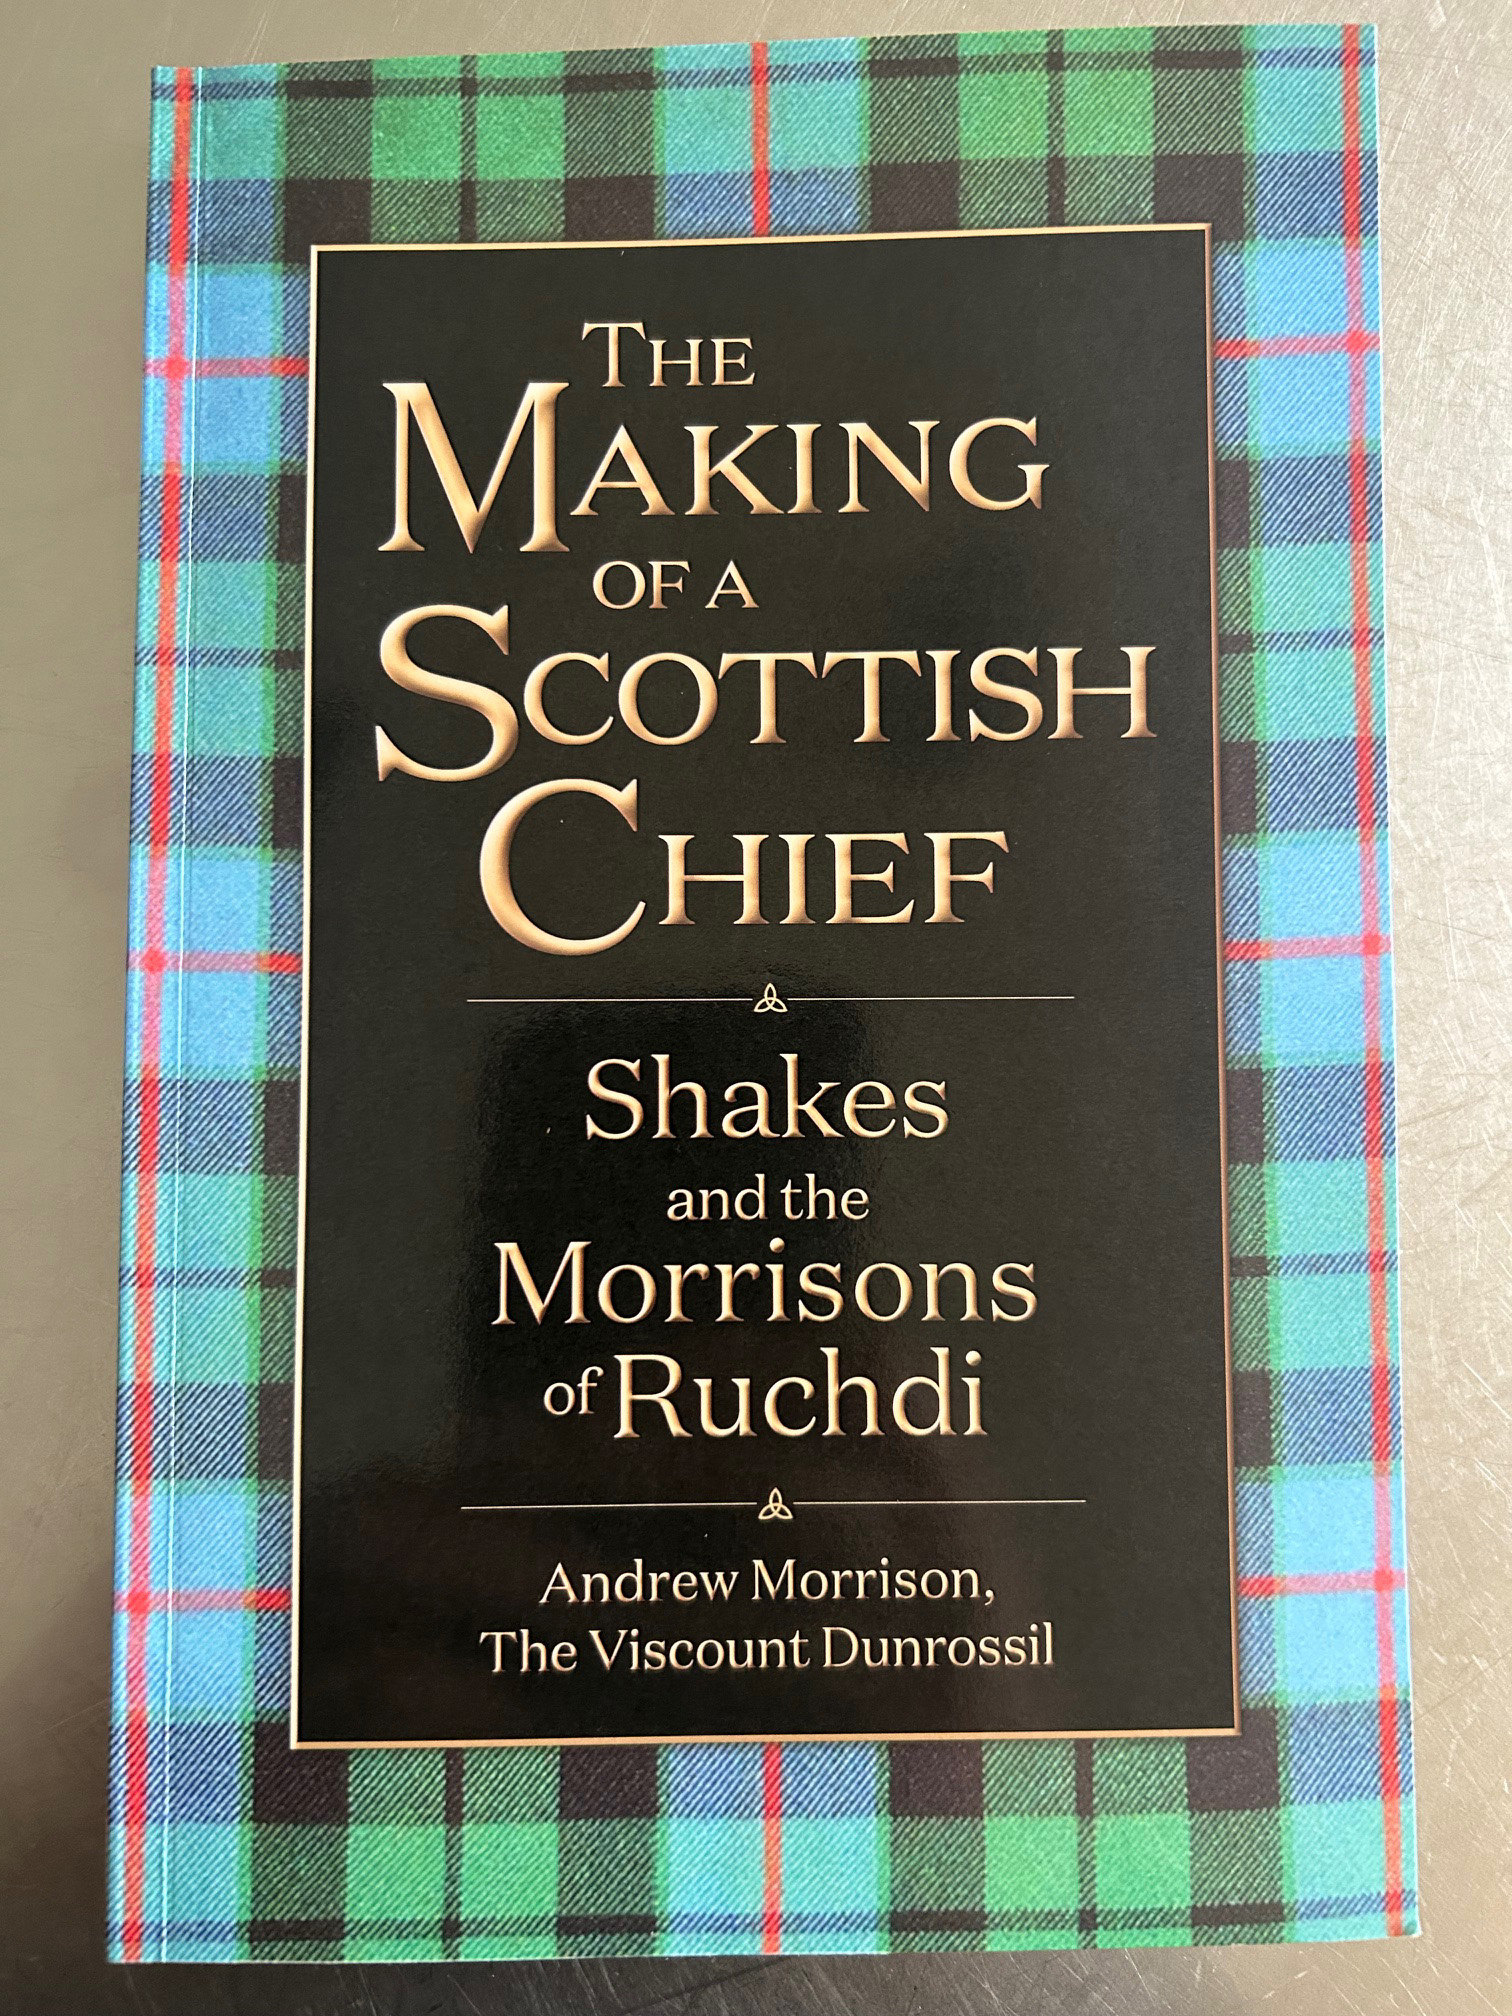 THE
MAKING
OF A
SCOTTISH
CHIEF
Shakes
and the
Morrisons
of Ruchdi
Andrew Morrison,
The Viscount Dunrossil